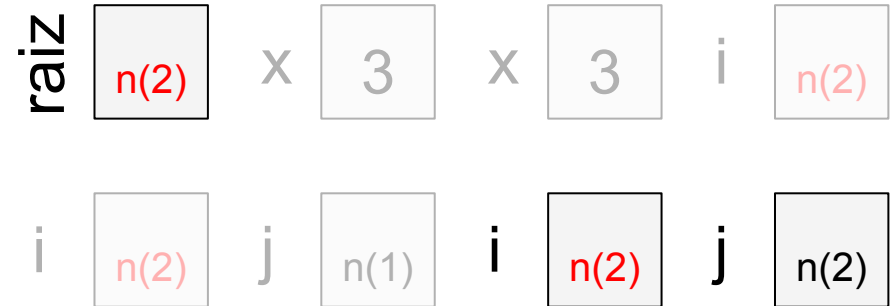 raiz n(2) x 3 x 3 i n(2)
i n(2) j n(1) i n(2) j n(2)